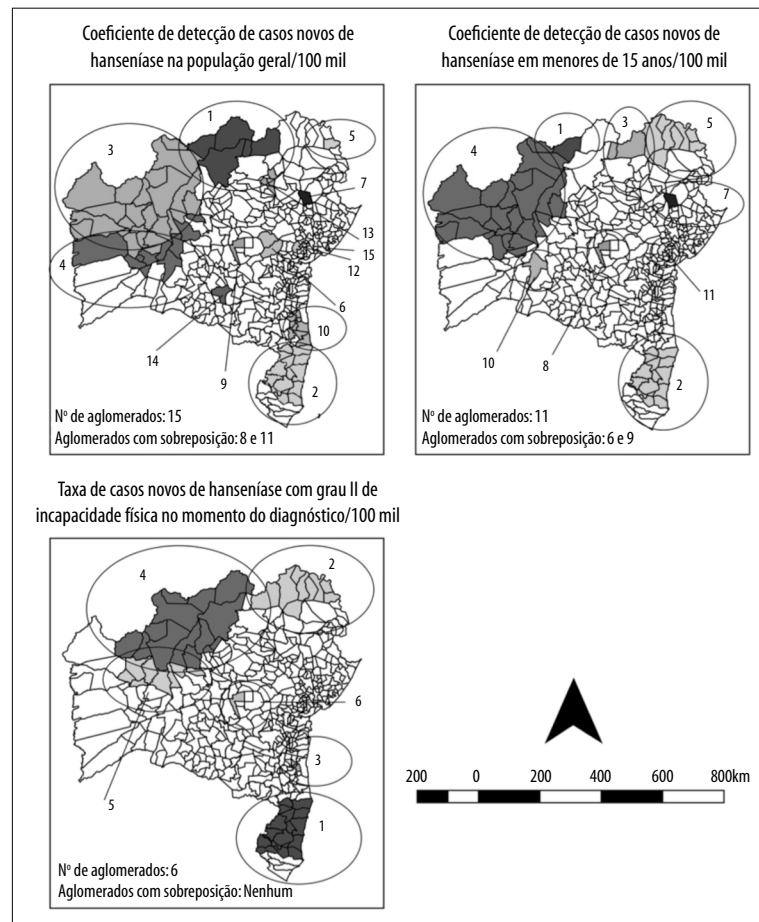 Coeficiente de detecção de casos novos de
hanseníase na população geral/100 mil
1
3
5
7
13
15
12
4
6
10
14
9
2
Nº de aglomerados: 15
Aglomerados com sobreposição: 8 e 11
Coeficiente de detecção de casos novos de
hanseníase em menores de 15 anos/100 mil
1
3
5
4
7
11
10
8
2
Nº de aglomerados: 11
Aglomerados com sobreposição: 6 e 9
Taxa de casos novos de hanseníase com grau II de
incapacidade física no momento do diagnóstico/100 mil
4
2
6
3
5
1
Nº de aglomerados: 6
Aglomerados com sobreposição: Nenhum
200 0 200 400 600 800km